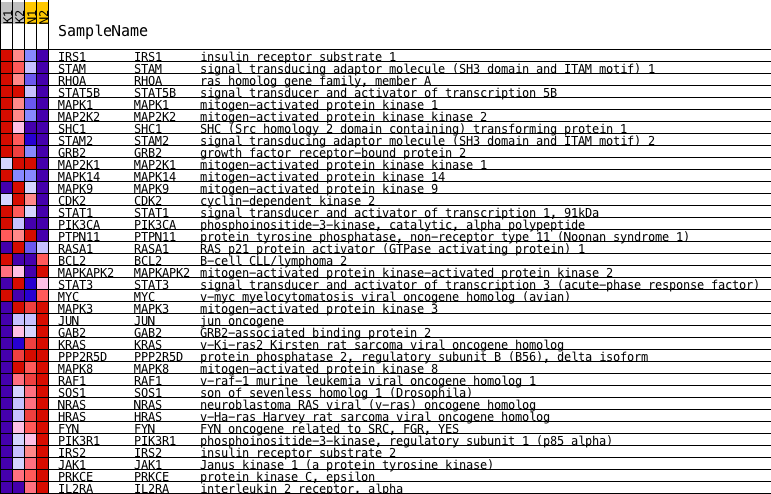 K1 K2 N1 N2
SampleName
IRS1 IRS1 insulin receptor substrate 1
STAM STAM signal transducing adaptor molecule (SH3 domain and ITAM motif) 1
RHOA RHOA ras homolog gene family, member A
STAT5B STAT5B signal transducer and activator of transcription 5B
MAPK1 MAPK1 mitogen-activated protein kinase 1
MAP2K2 MAP2K2 mitogen-activated protein kinase kinase 2
SHC1 SHC1 SHC (Src homology 2 domain containing) transforming protein 1
STAM2 STAM2 signal transducing adaptor molecule (SH3 domain and ITAM motif) 2
GRB2 GRB2 growth factor receptor-bound protein 2
MAP2K1 MAP2K1 mitogen-activated protein kinase kinase 1
MAPK14 MAPK14 mitogen-activated protein kinase 14
MAPK9 MAPK9 mitogen-activated protein kinase 9
CDK2 CDK2 cyclin-dependent kinase 2
STAT1 STAT1 signal transducer and activator of transcription 1, 91kDa
PIK3CA PIK3CA phosphoinositide-3-kinase, catalytic, alpha polypeptide
PTPN11 PTPN11 protein tyrosine phosphatase, non-receptor type 11 (Noonan syndrome 1)
RASA1 RASA1 RAS p21 protein activator (GTPase activating protein) 1
BCL2 BCL2 B-cell CLL/lymphoma 2
MAPKAPK2 MAPKAPK2 mitogen-activated protein kinase-activated protein kinase 2
STAT3 STAT3 signal transducer and activator of transcription 3 (acute-phase response factor)
MYC MYC v-myc myelocytomatosis viral oncogene homolog (avian)
MAPK3 MAPK3 mitogen-activated protein kinase 3
JUN JUN jun oncogene
GAB2 GAB2 GRB2-associated binding protein 2
KRAS KRAS v-Ki-ras2 Kirsten rat sarcoma viral oncogene homolog
PPP2R5D PPP2R5D protein phosphatase 2, regulatory subunit B (B56), delta isoform
MAPK8 MAPK8 mitogen-activated protein kinase 8
RAF1 RAF1 v-raf-1 murine leukemia viral oncogene homolog 1
SOS1 SOS1 son of sevenless homolog 1 (Drosophila)
NRAS NRAS neuroblastoma RAS viral (v-ras) oncogene homolog
HRAS HRAS v-Ha-ras Harvey rat sarcoma viral oncogene homolog
FYN FYN FYN oncogene related to SRC, FGR, YES
PIK3R1 PIK3R1 phosphoinositide-3-kinase, regulatory subunit 1 (p85 alpha)
IRS2 IRS2 insulin receptor substrate 2
JAK1 JAK1 Janus kinase 1 (a protein tyrosine kinase)
PRKCE PRKCE protein kinase C, epsilon
IL2RA IL2RA interleukin 2 receptor, alpha